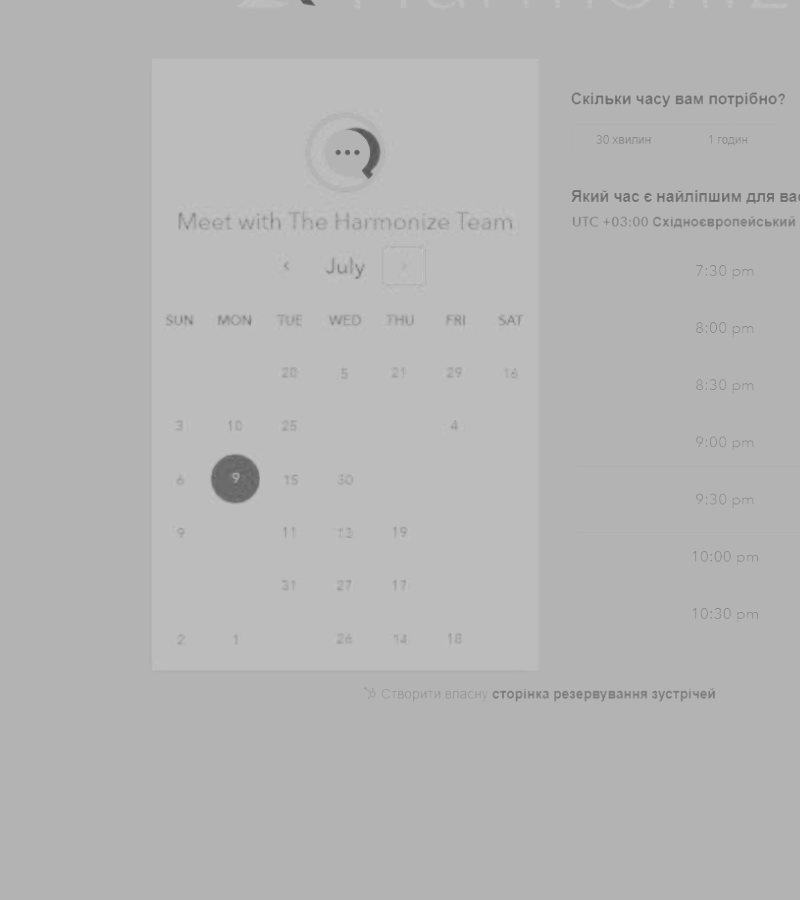 Harmonize
Meet with The Harmonize Team
‹ July ›
SUN MON TUE WED THU FRI SAT
20 5 21 29 16
3 10 25 4
6 9 15 30
9 11 13 19
31 27 17
2 1 26 14 18
Скільки часу вам потрібно?
30 хвилин 1 годин
Який час є найліпшим для
UTC +03:00 Східноєвропейський
7:30 pm
8:00 pm
8:30 pm
9:00 pm
9:30 pm
10:00 pm
10:30 pm
Створити власну сторінка резервування зустрічей